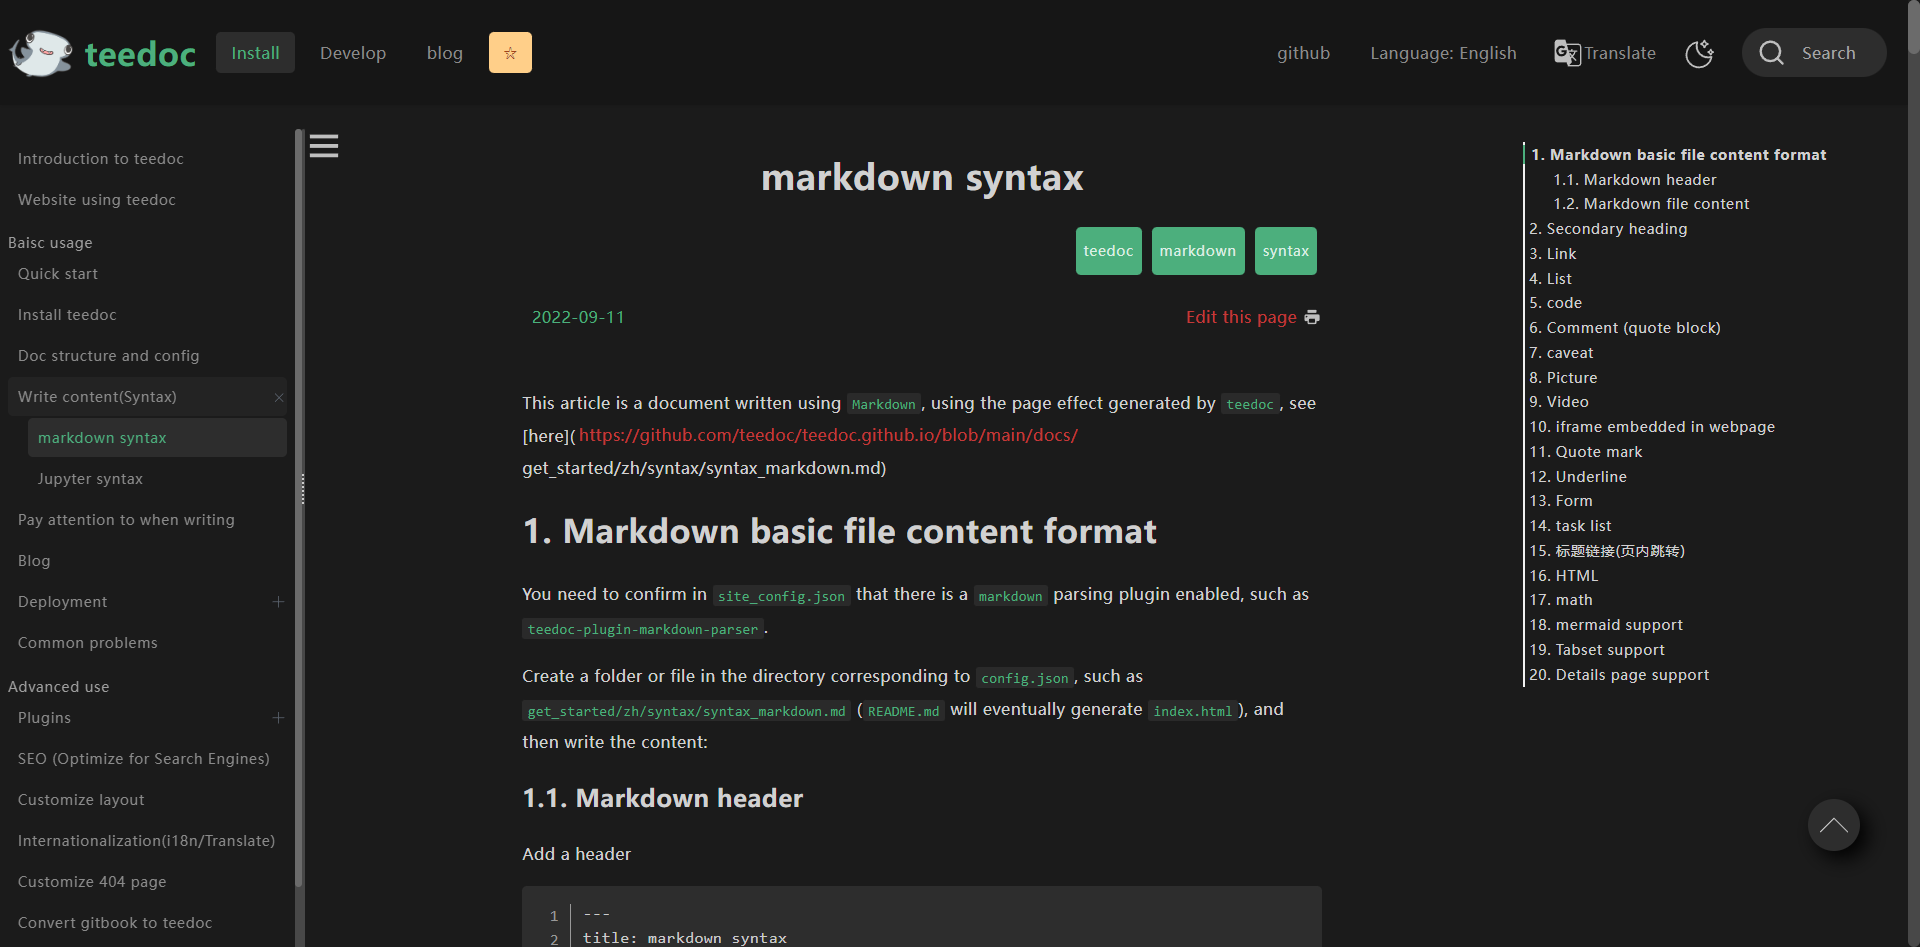 teedoc
Install
Develop
blog
☆
github
Language: English
Translate
Search
Introduction to teedoc
Website using teedoc
Baisc usage
Quick start
Install teedoc
Doc structure and config
Write content(Syntax)
markdown syntax
Jupyter syntax
Pay attention to when writing
Blog
Deployment
Common problems
Advanced use
Plugins
SEO (Optimize for Search Engines)
Customize layout
Internationalization(i18n/Translate)
Customize 404 page
Convert gitbook to teedoc
markdown syntax
teedoc markdown syntax
2022-09-11
Edit this page
This article is a document written using Markdown, using the page effect generated by teedoc, see
[here](https://github.com/teedoc/teedoc.github.io/blob/main/docs/
get_started/zh/syntax/syntax_markdown.md)
1. Markdown basic file content format
You need to confirm in site_config.json that there is a markdown parsing plugin enabled, such as
teedoc-plugin-markdown-parser.
Create a folder or file in the directory corresponding to config.json, such as
get_started/zh/syntax/syntax_markdown.md (README.md will eventually generate index.html), and
then write the content:
1.1. Markdown header
Add a header
1 ---
2 title: markdown syntax
1. Markdown basic file content format
1.1. Markdown header
1.2. Markdown file content
2. Secondary heading
3. Link
4. List
5. code
6. Comment (quote block)
7. caveat
8. Picture
9. Video
10. iframe embedded in webpage
11. Quote mark
12. Underline
13. Form
14. task list
15. 标题链接(页内跳转)
16. HTML
17. math
18. mermaid support
19. Tabset support
20. Details page support